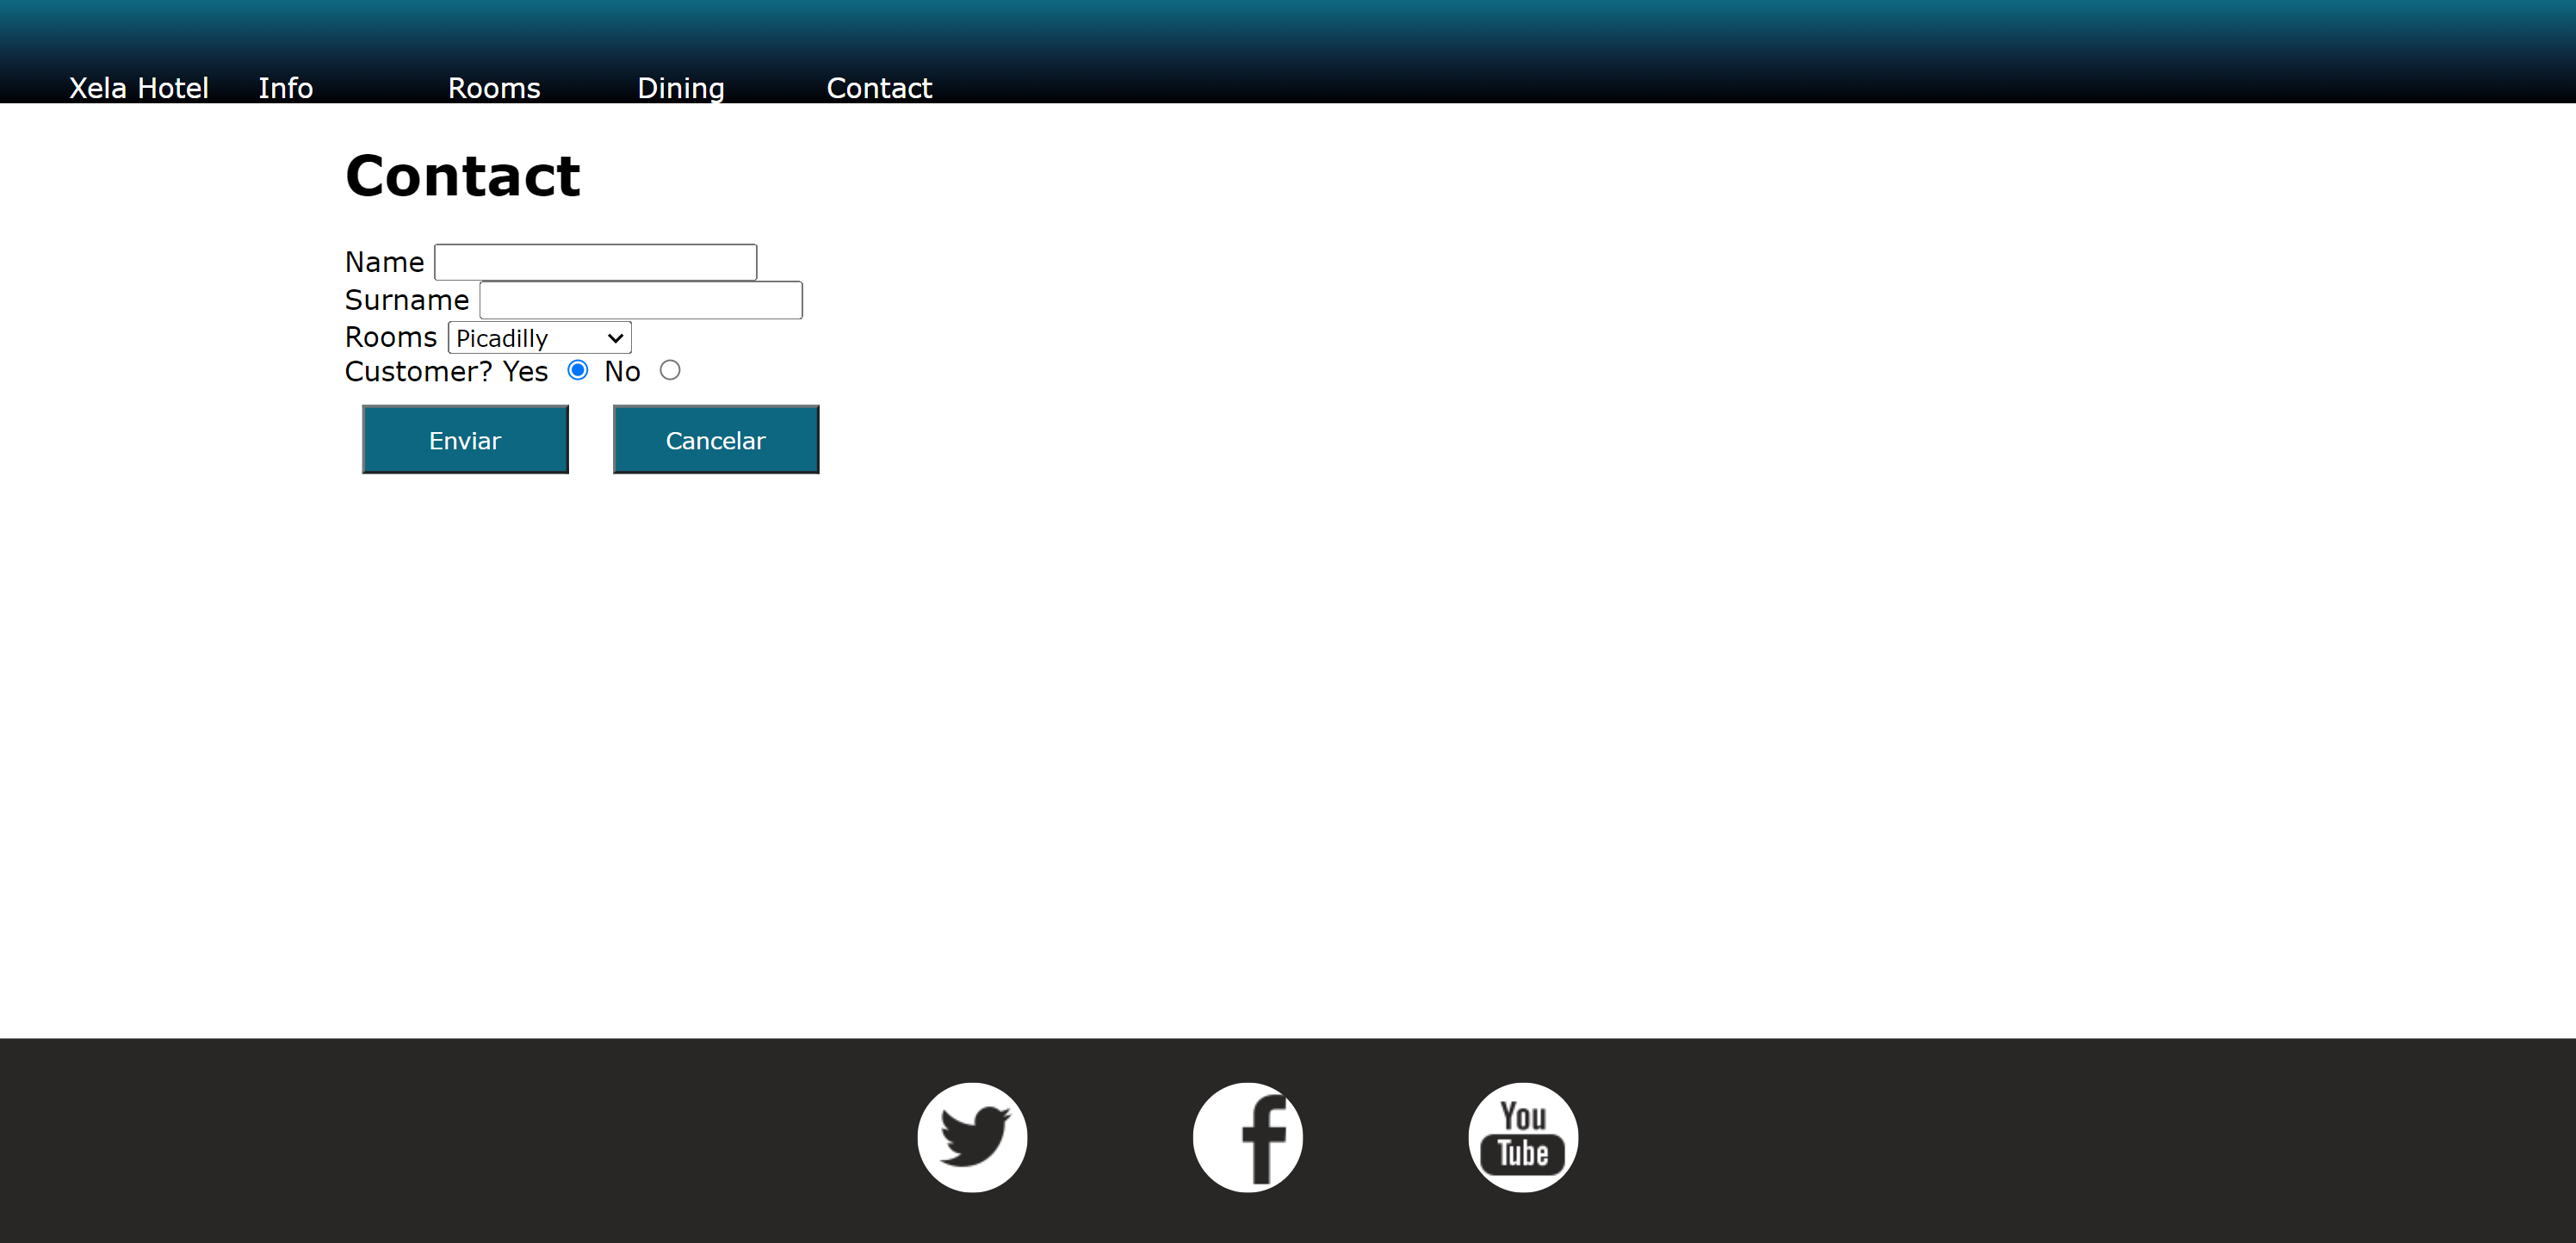 Xela Hotel Info Rooms Dining Contact
Contact
Name
Surname
Rooms Picadilly
Customer? Yes No
Enviar Cancelar
You
Tube